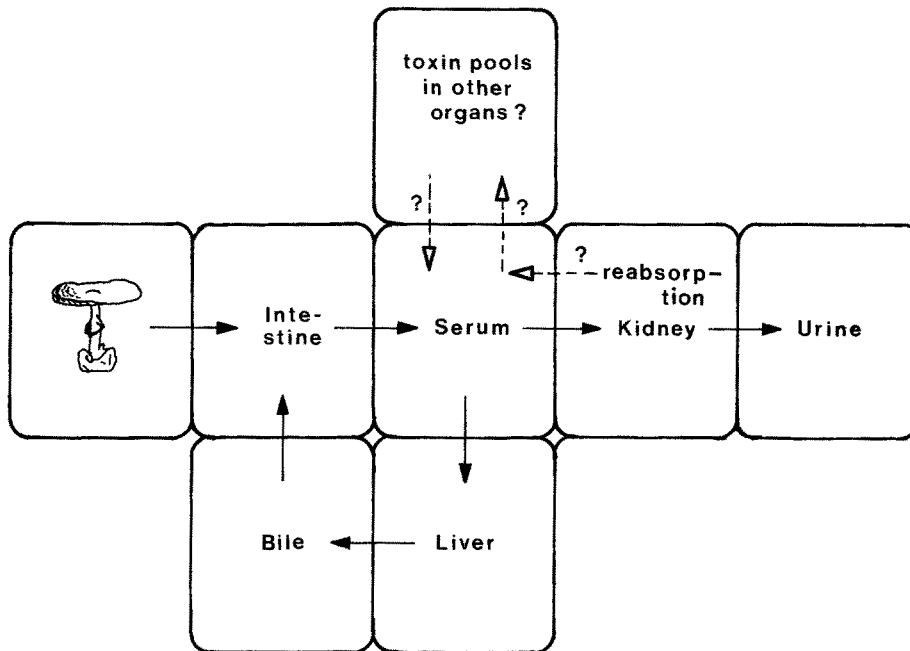 toxin pools
in other
organs ?
?
?
?
reabsorp-
tion
Inte-
stine
Serum
Kidney
Urine
Bile
Liver